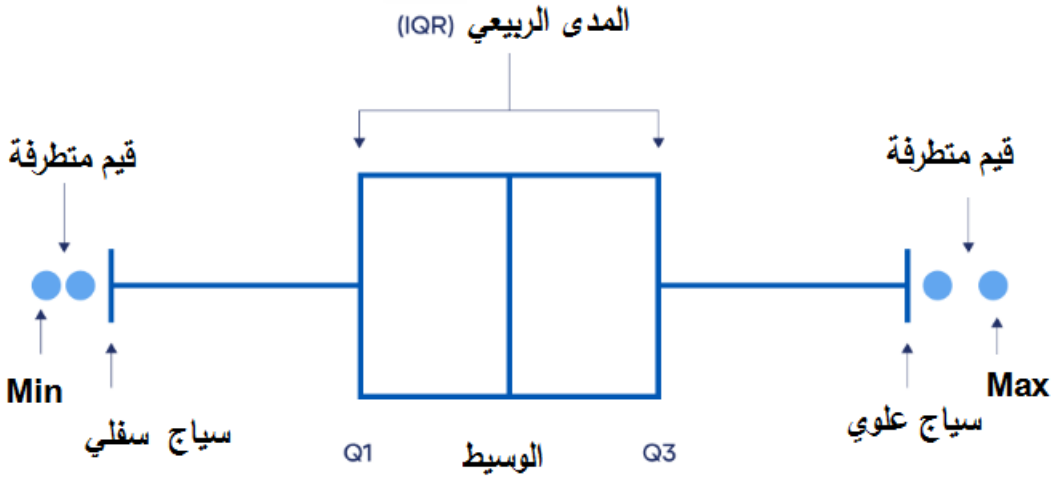 المدى الربيعي (IQR)
قيم متطرفة
قيم متطرفة
Min
Max
سياج سفلي
سياج علوي
Q1
الوسيط
Q3